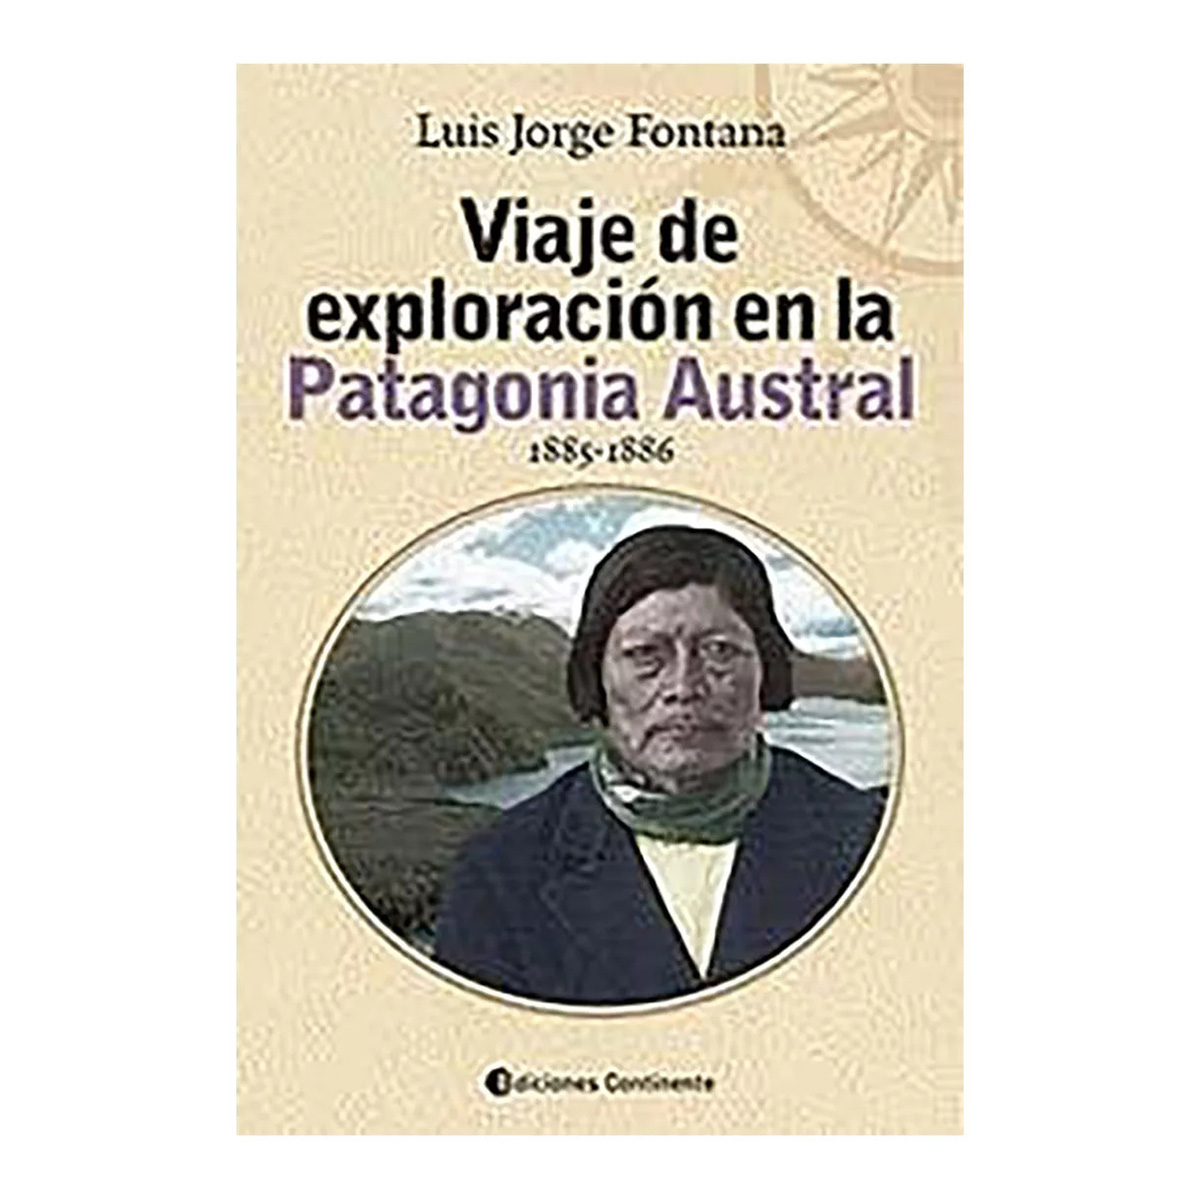 Luis Jorge Fontana
Viaje de
exploración en la
Patagonia Austral
1885-1886
Ediciones Continente